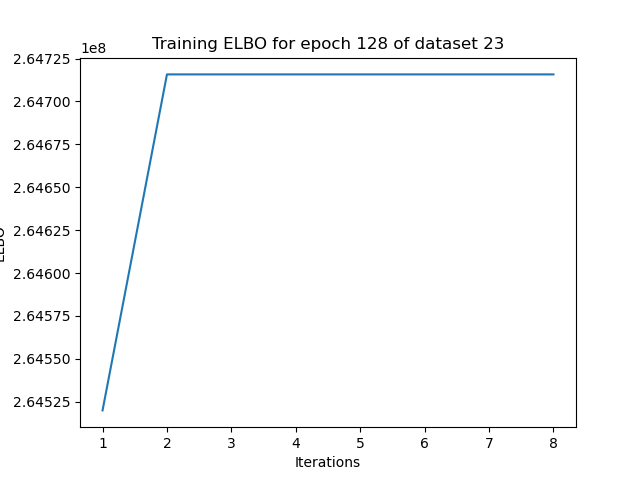 Training ELBO for epoch 128 of dataset 23
1e8
2.64725
2.64700
2.64675
2.64650
2.64625
2.64600
2.64575
2.64550
2.64525
ELBO
1 2 3 4 5 6 7 8
Iterations